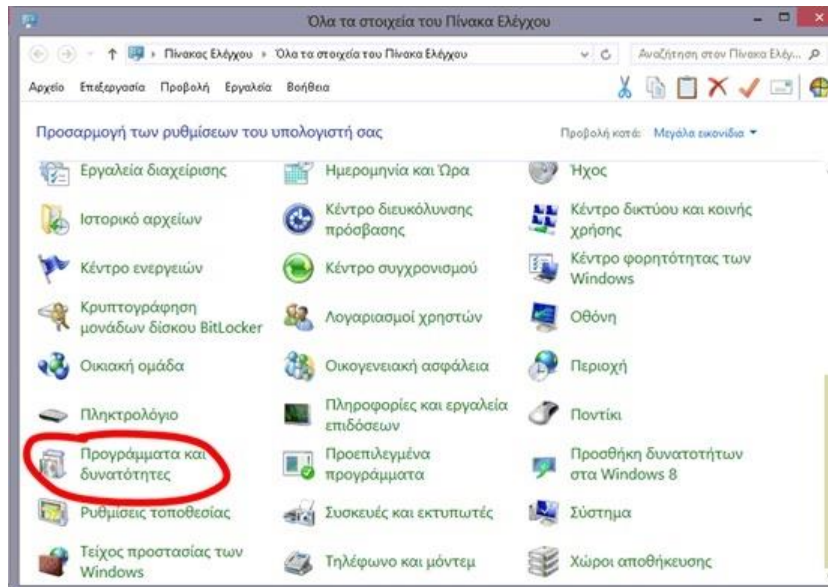 Όλα τα στοιχεία του Πίνακα Ελέγχου
Πίνακας Ελέγχου ▸ Όλα τα στοιχεία του Πίνακα Ελέγχου
Αναζήτηση στον Πίνακα Ελέγ...
Αρχείο Επεξεργασία Προβολή Εργαλεία Βοήθεια
Προσαρμογή των ρυθμίσεων του υπολογιστή σας
Προβολή κατά: Μεγάλα εικονίδια
Εργαλεία διαχείρισης
Ημερομηνία και Ώρα
Ήχος
Ιστορικό αρχείων
Κέντρο διευκόλυνσης
πρόσβασης
Κέντρο δικτύου και κοινής
χρήσης
Κέντρο ενεργειών
Κέντρο συγχρονισμού
Κέντρο φορητότητας των
Windows
Κρυπτογράφηση
μονάδων δίσκου BitLocker
Λογαριασμοί χρηστών
Οθόνη
Οικιακή ομάδα
Οικογενειακή ασφάλεια
Περιοχή
Πληκτρολόγιο
Πληροφορίες και εργαλεία
επιδόσεων
Ποντίκι
Προγράμματα και
δυνατότητες
Προεπιλεγμένα
προγράμματα
Προσθήκη δυνατοτήτων
στα Windows 8
Ρυθμίσεις τοποθεσίας
Συσκευές και εκτυπωτές
Σύστημα
Τείχος προστασίας των
Windows
Τηλέφωνο και μόντεμ
Χώροι αποθήκευσης